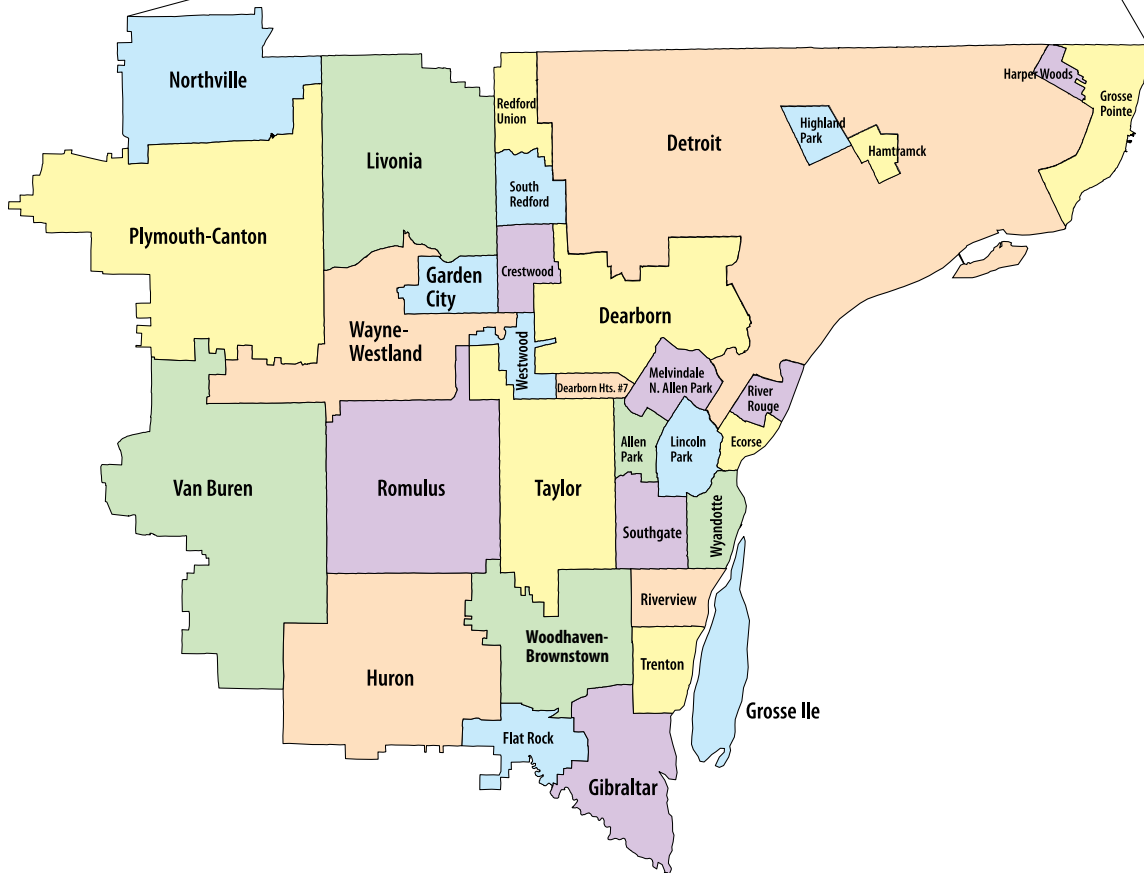 Northville
Harper Woods
Redford
Union
Grosse
Pointe
Highland
Park
Detroit
Hamtramck
Livonia
South
Redford
Plymouth-Canton
Crestwood
Garden
City
Dearborn
Wayne-
Westland
Westwood
Melvindale
N. Allen Park
Dearborn Hts. #7
River
Rouge
Allen
Park
Lincoln
Park
Ecorse
Van Buren
Romulus
Taylor
Southgate
Wyandotte
Riverview
Woodhaven-
Brownstown
Trenton
Huron
Grosse Ile
Flat Rock
Gibraltar